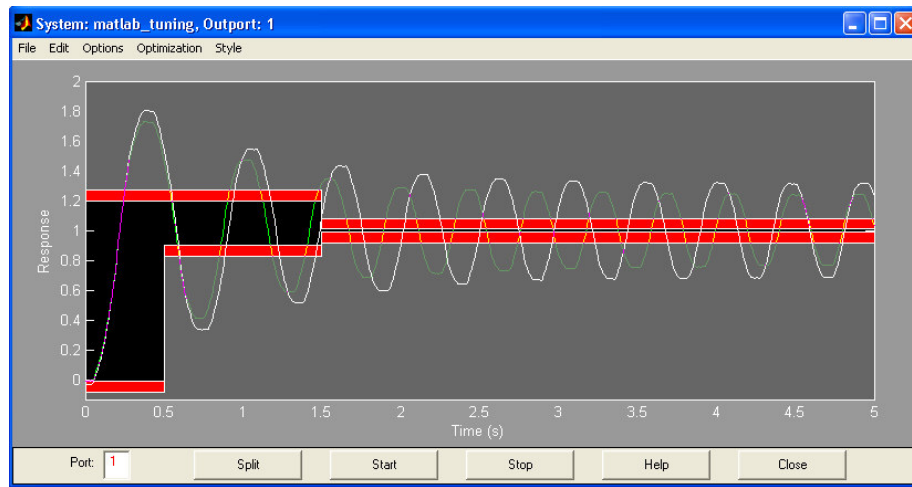 System: matlab_tuning, Outport: 1
File Edit Options Optimization Style
2
1.8
1.6
1.4
1.2
1
0.8
0.6
0.4
0.2
0
Response
0 0.5 1 1.5 2 2.5 3 3.5 4 4.5 5
Time (s)
Port: 1 Split Start Stop Help Close